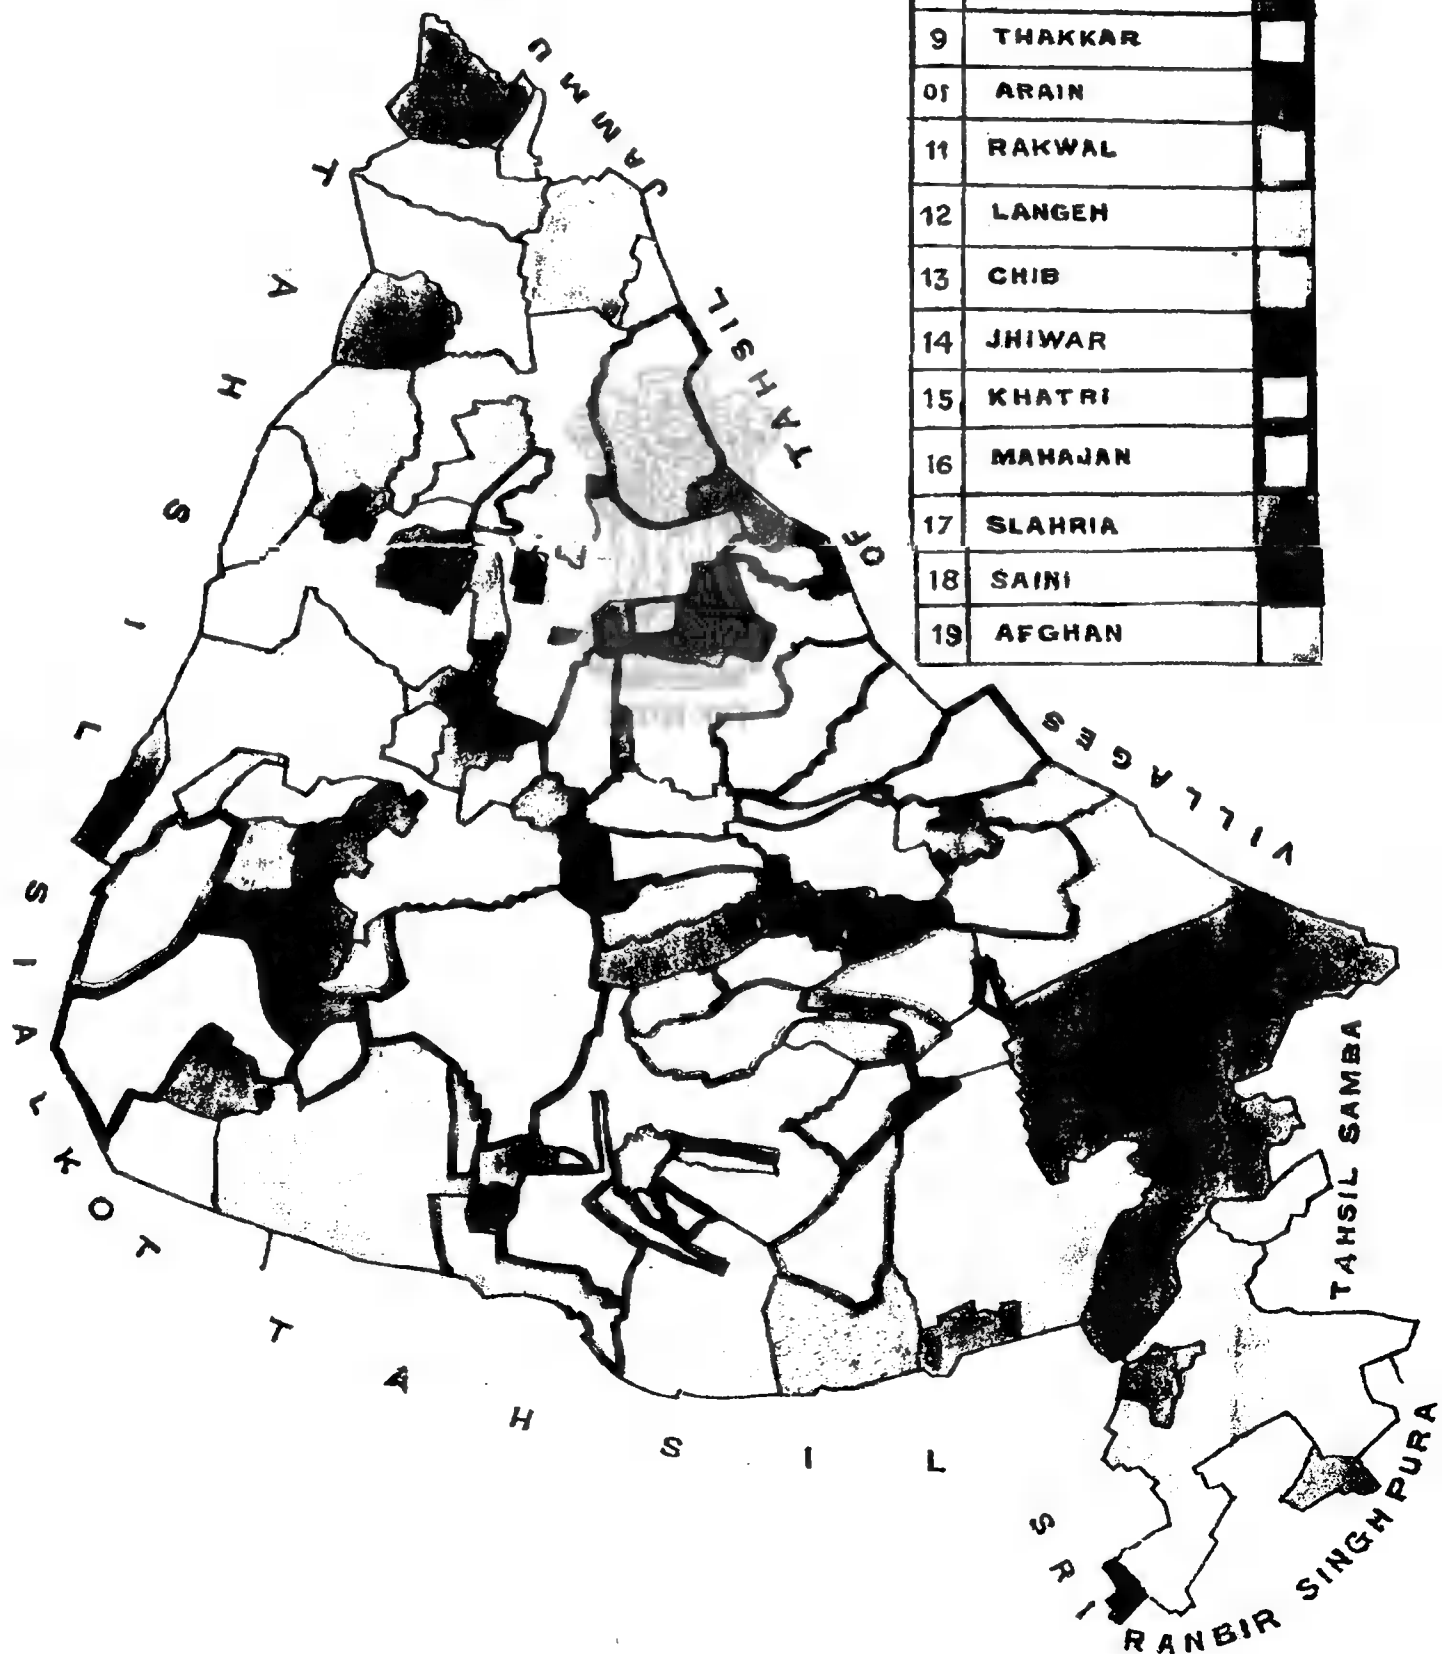 9 THAKKAR
01 ARAIN
11 RAKWAL
12 LANGEH
13 CHIB
14 JHIWAR
15 KHATRI
16 MAHAJAN
17 SLAHRIA
18 SAINI
19 AFGHAN
VILLAGES OF TAHSIL JAMMU
TAHSIL SIALKOT
TAHSIL SRI RANBIR SINGHPURA
TAHSIL SAMBA